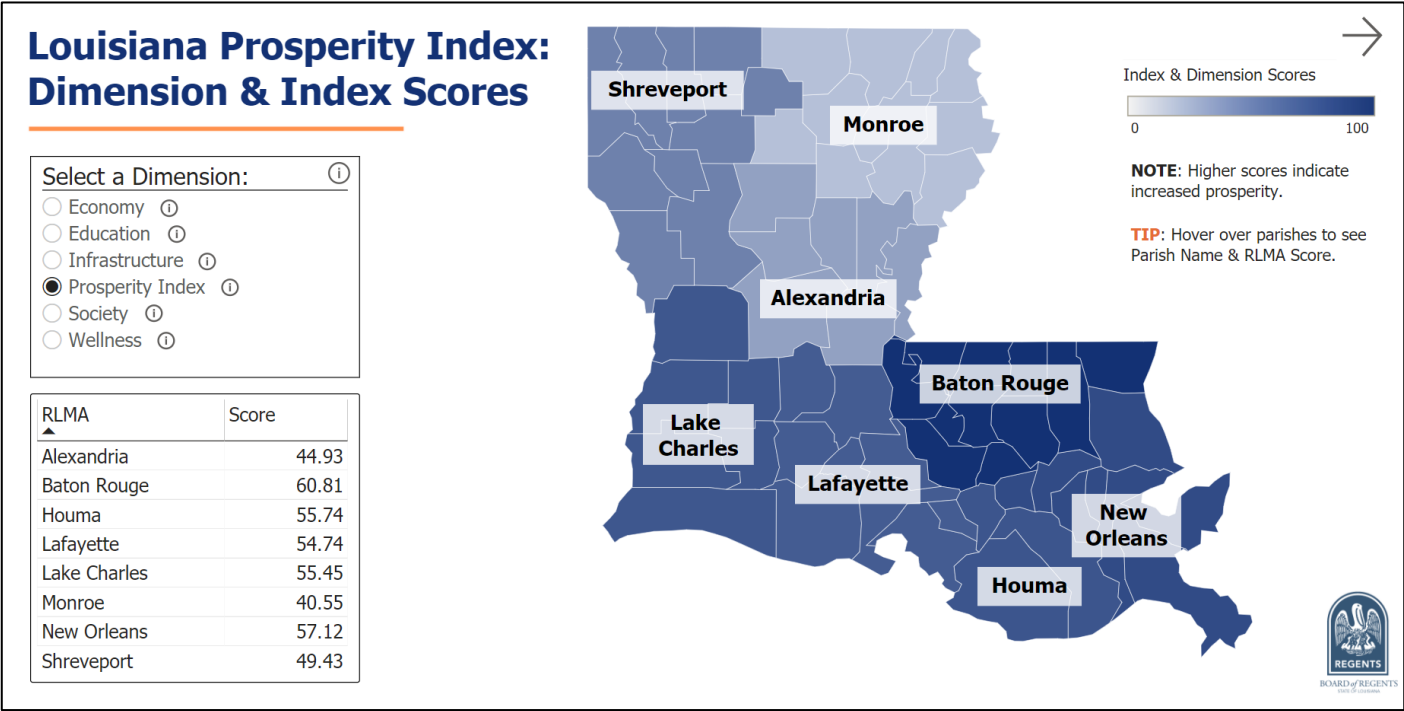 Louisiana Prosperity Index:
Dimension & Index Scores
Select a Dimension:
Economy
Education
Infrastructure
Prosperity Index
Society
Wellness
RLMA Score
Alexandria 44.93
Baton Rouge 60.81
Houma 55.74
Lafayette 54.74
Lake Charles 55.45
Monroe 40.55
New Orleans 57.12
Shreveport 49.43
Shreveport
Monroe
Alexandria
Baton Rouge
Lake
Charles
Lafayette
New
Orleans
Houma
Index & Dimension Scores
0 100
NOTE: Higher scores indicate
increased prosperity.
TIP: Hover over parishes to see
Parish Name & RLMA Score.
REGENTS
BOARD of REGENTS
STATE OF LOUISIANA